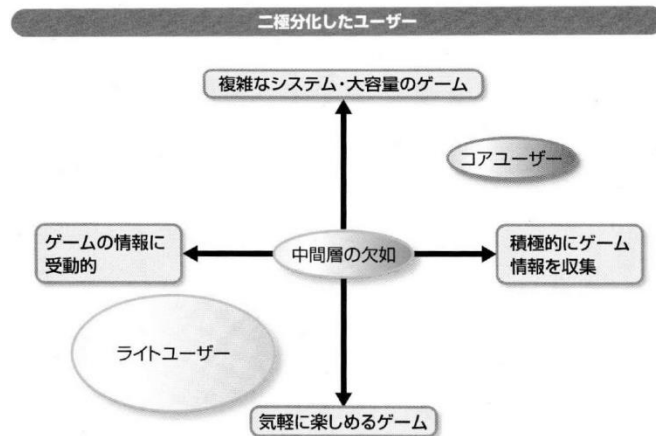 二極分化したユーザー
複雑なシステム・大容量のゲーム
コアユーザー
ゲームの情報に
受動的
中間層の欠如
積極的にゲーム
情報を収集
ライトユーザー
気軽に楽しめるゲーム